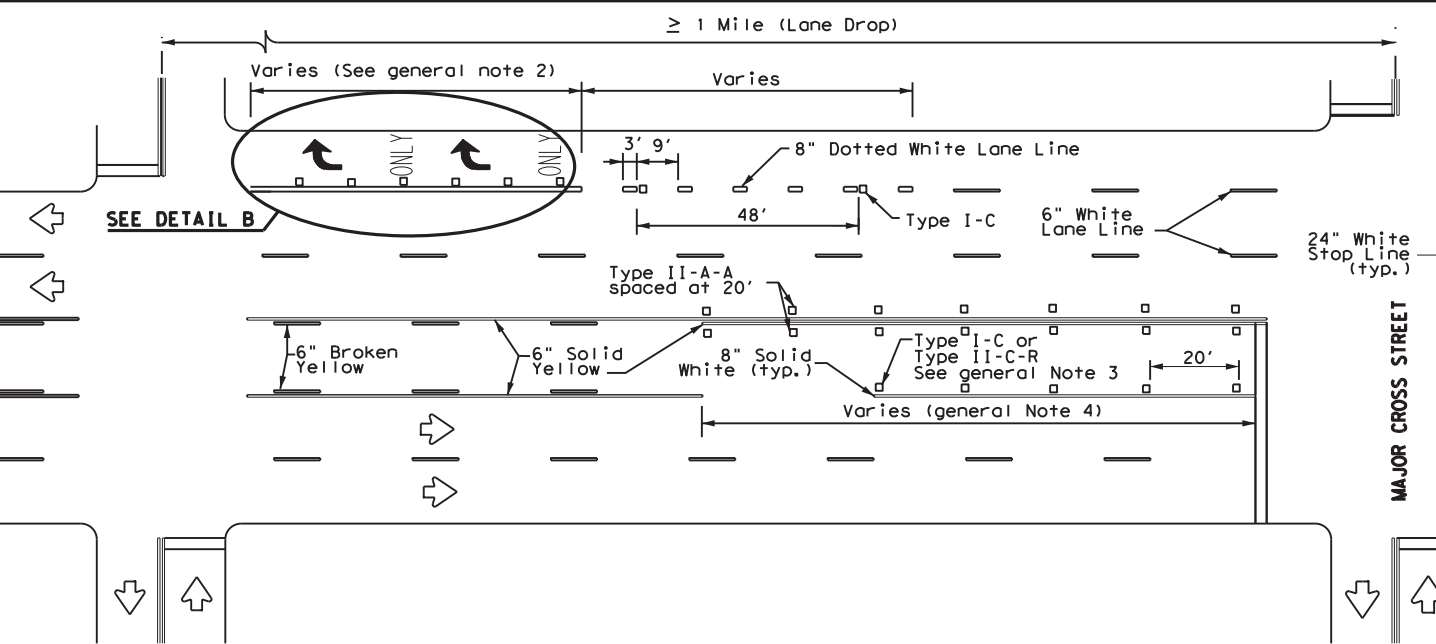 ≥ 1 Mile (Lane Drop)
Varies (See general note 2)
Varies
ONLY
ONLY
3' 9'
8" Dotted White Lane Line
SEE DETAIL B
48'
Type I-C
6" White
Lane Line
24" White
Stop Line
(typ.)
Type II-A-A
spaced at 20'
6" Broken
Yellow
6" Solid
Yellow
8" Solid
White (typ.)
Type I-C or
Type II-C-R
See general Note 3
20'
Varies (general Note 4)
MAJOR CROSS STREET